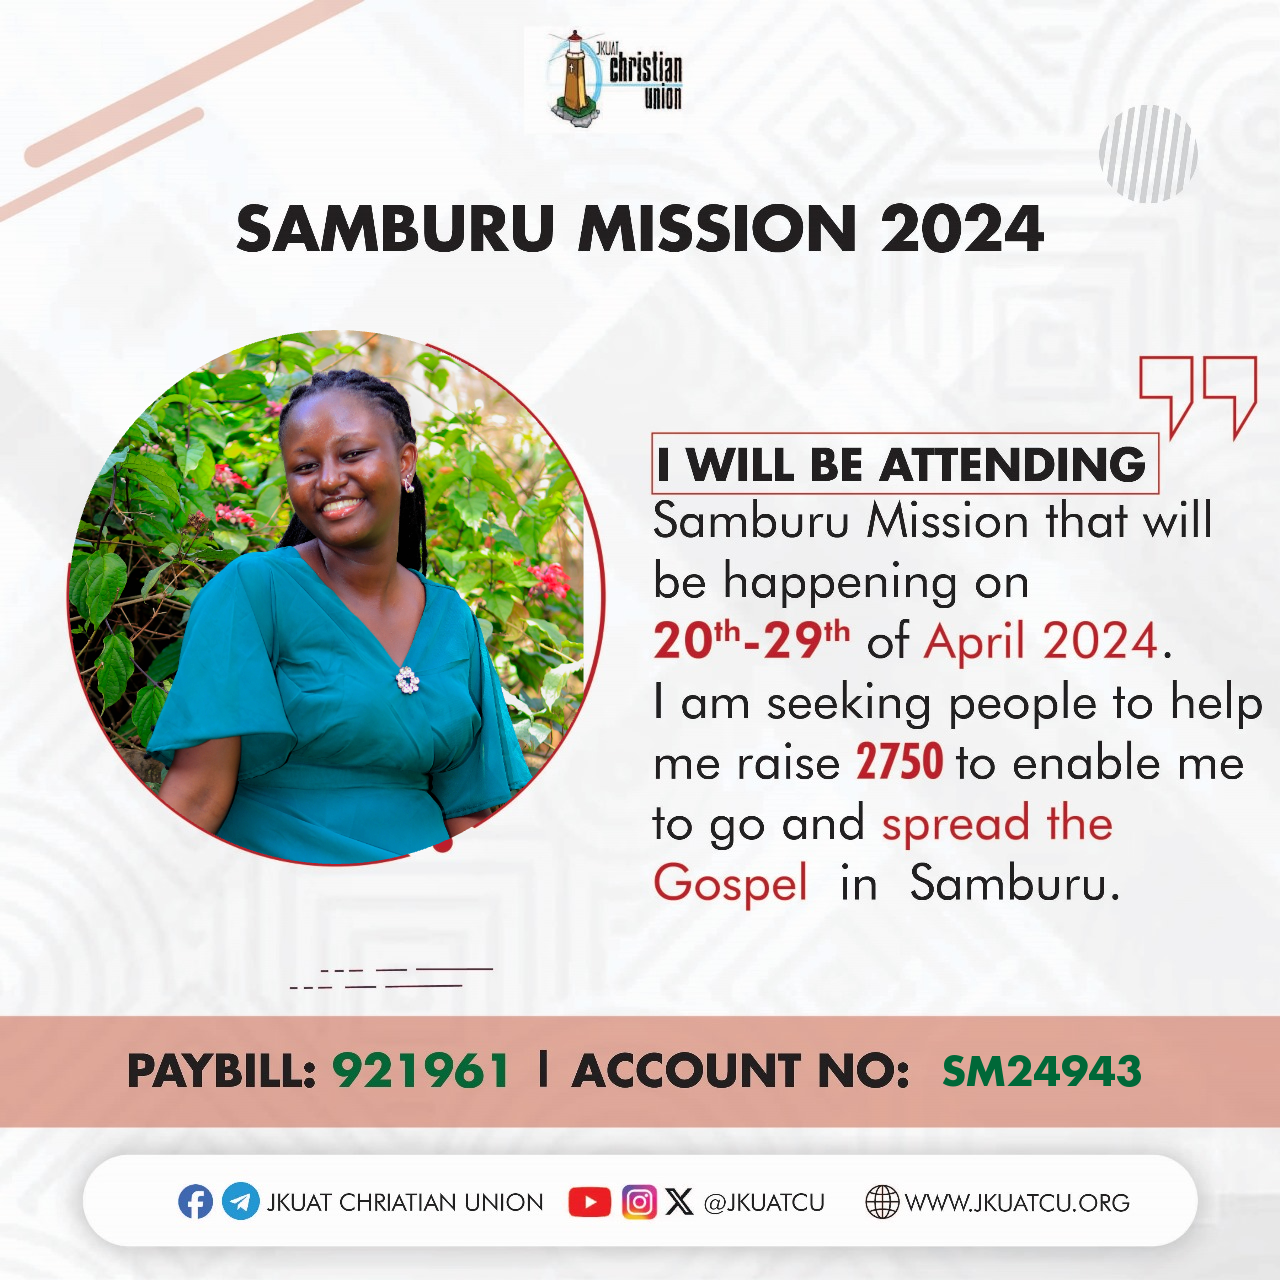 JKUAT
christian
union
SAMBURU MISSION 2024
I WILL BE ATTENDING
Samburu Mission that will
be happening on
20th-29th of April 2024.
I am seeking people to help
me raise 2750 to enable me
to go and spread the
Gospel in Samburu.
PAYBILL: 921961 | ACCOUNT NO: SM24943
JKUAT CHRIATIAN UNION @JKUATCU WWW.JKUATCU.ORG